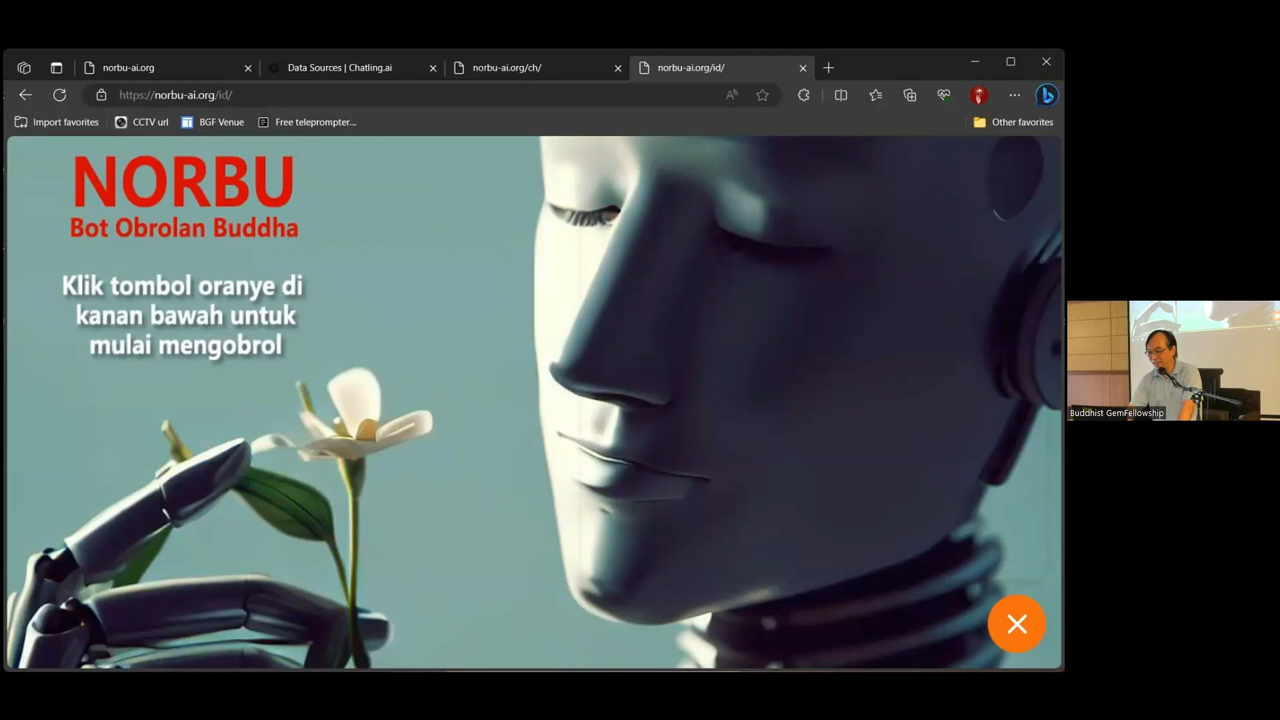 norbu-ai.org
Data Sources | Chatling.ai
norbu-ai.org/ch/
norbu-ai.org/id/
https://norbu-ai.org/id/
Import favorites
CCTV url
BGF Venue
Free teleprompter...
Other favorites
NORBU
Bot Obrolan Buddha
Klik tombol oranye di
kanan bawah untuk
mulai mengobrol
Buddhist GemFellowship